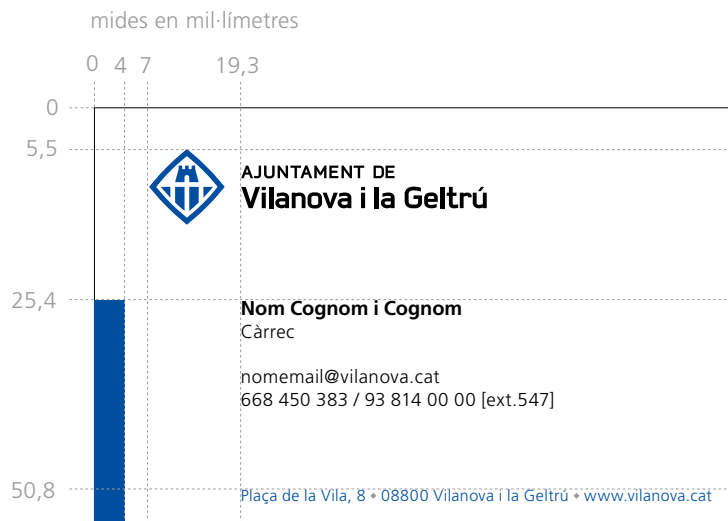 mides en mil·límetres
0 4 7 19,3
0
5,5
AJUNTAMENT DE
Vilanova i la Geltrú
25,4
Nom Cognom i Cognom
Càrrec
nomemail@vilanova.cat
668 450 383 / 93 814 00 00 [ext.547]
50,8
Plaça de la Vila, 8 • 08800 Vilanova i la Geltrú • www.vilanova.cat